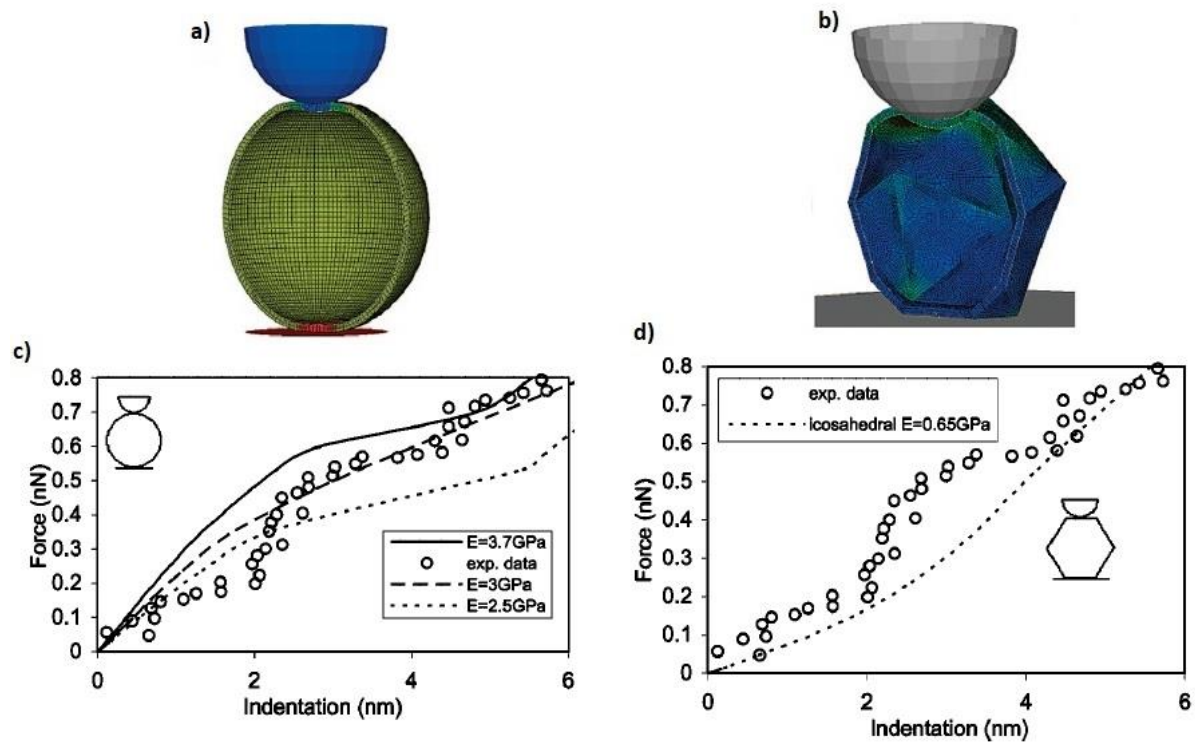 a)
b)
c)
0.8
0.7
0.6
0.5
0.4
0.3
0.2
0.1
0
Force (nN)
E=3.7GPa
exp. data
E=3GPa
E=2.5GPa
0
2
4
6
Indentation (nm)
d)
0.8
0.7
0.6
0.5
0.4
0.3
0.2
0.1
0
Force (nN)
exp. data
icosahedral E=0.65GPa
0
2
4
6
Indentation (nm)